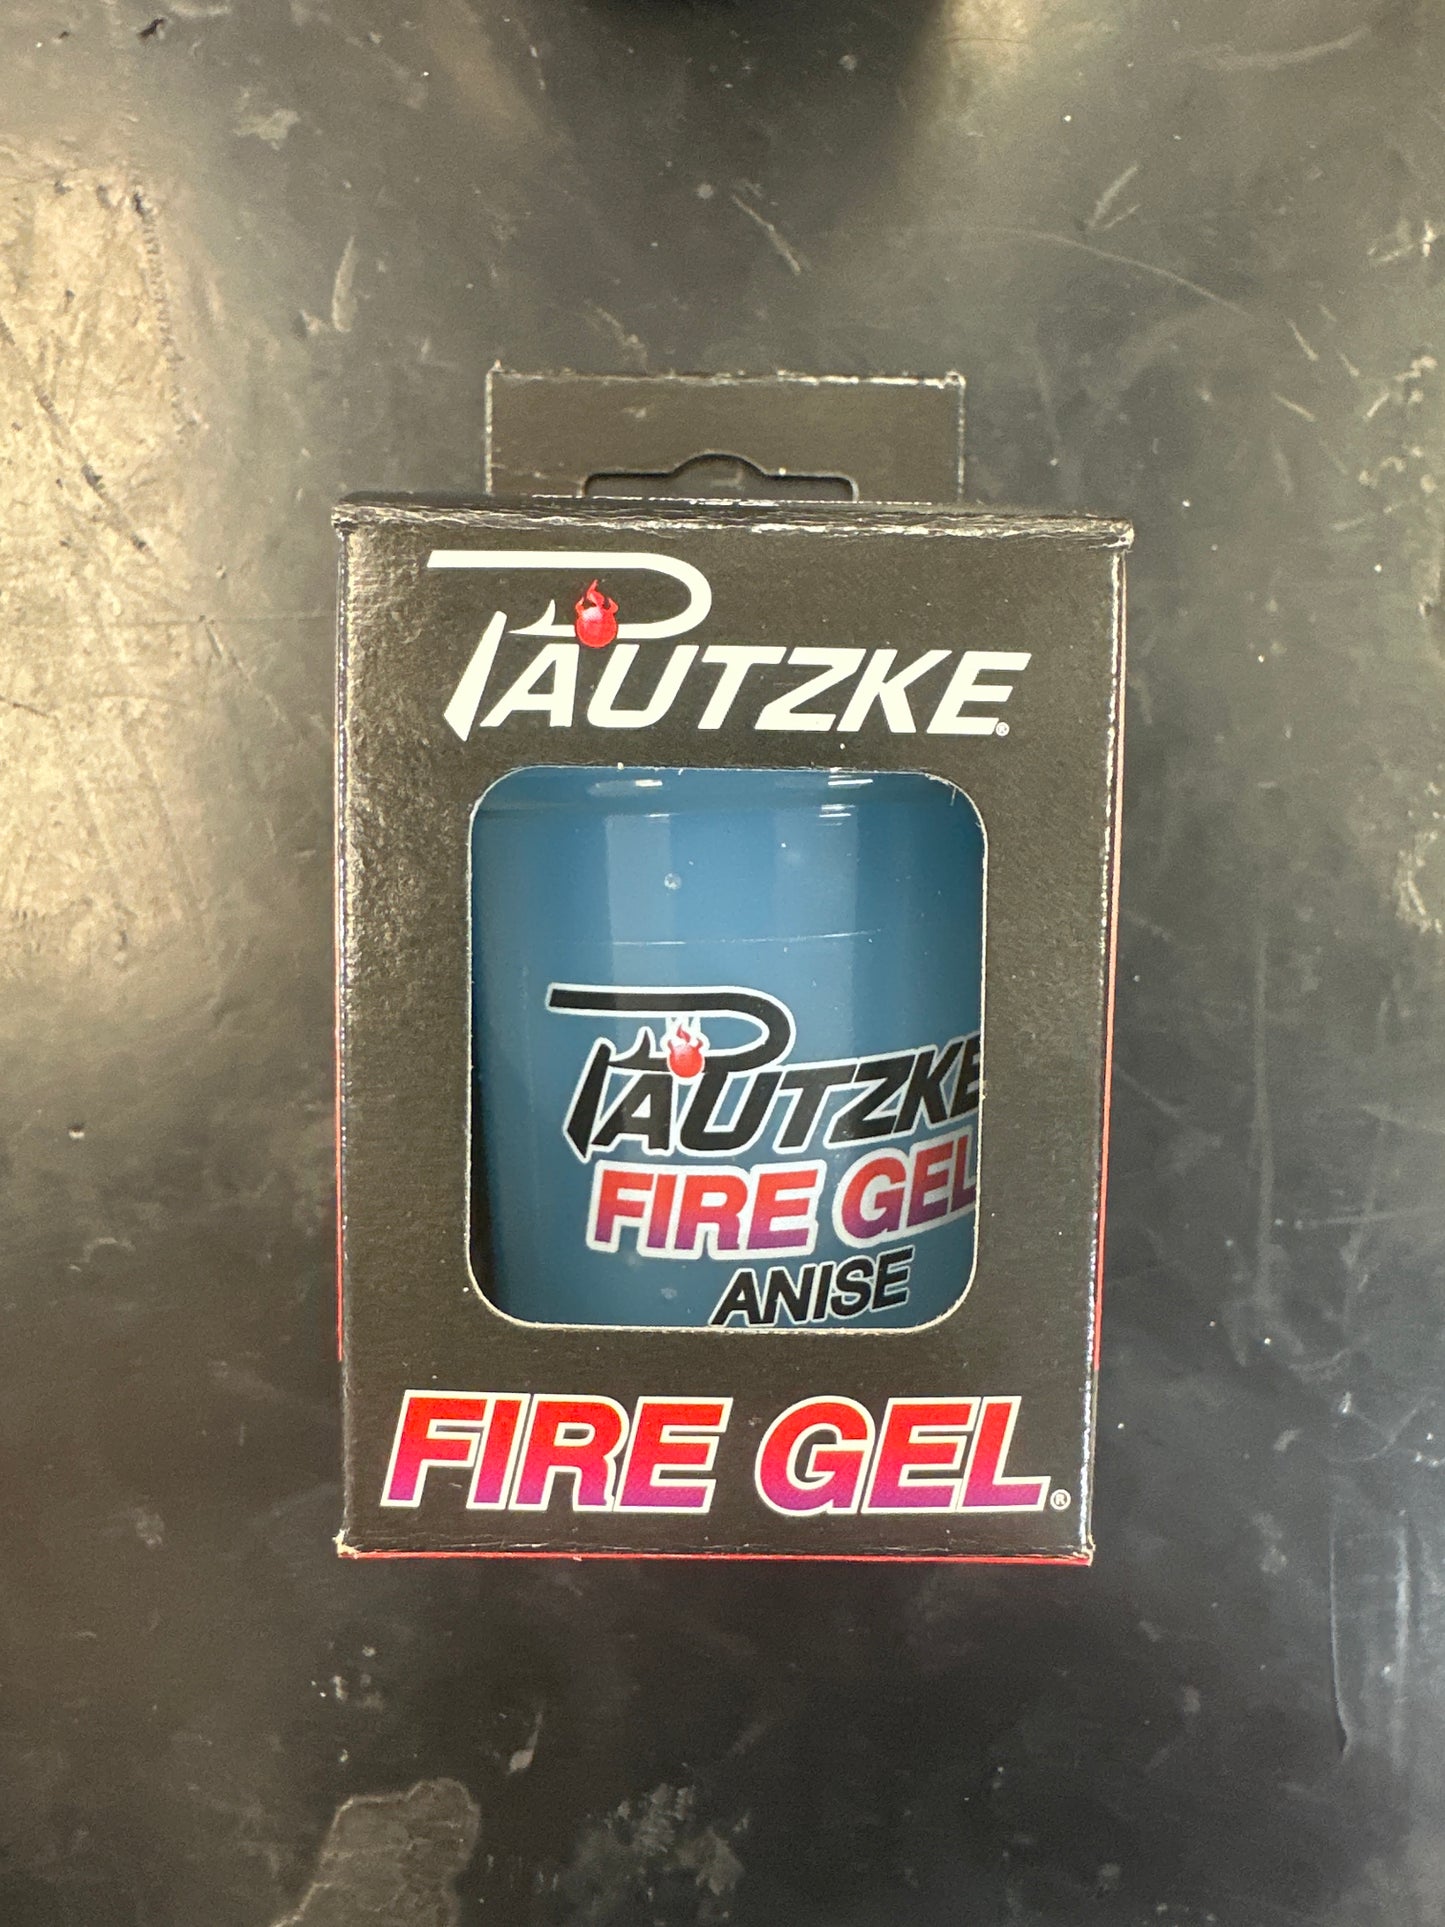 PAUTZKE®
PAUTZKE
FIRE GEL
ANISE
FIRE GEL®